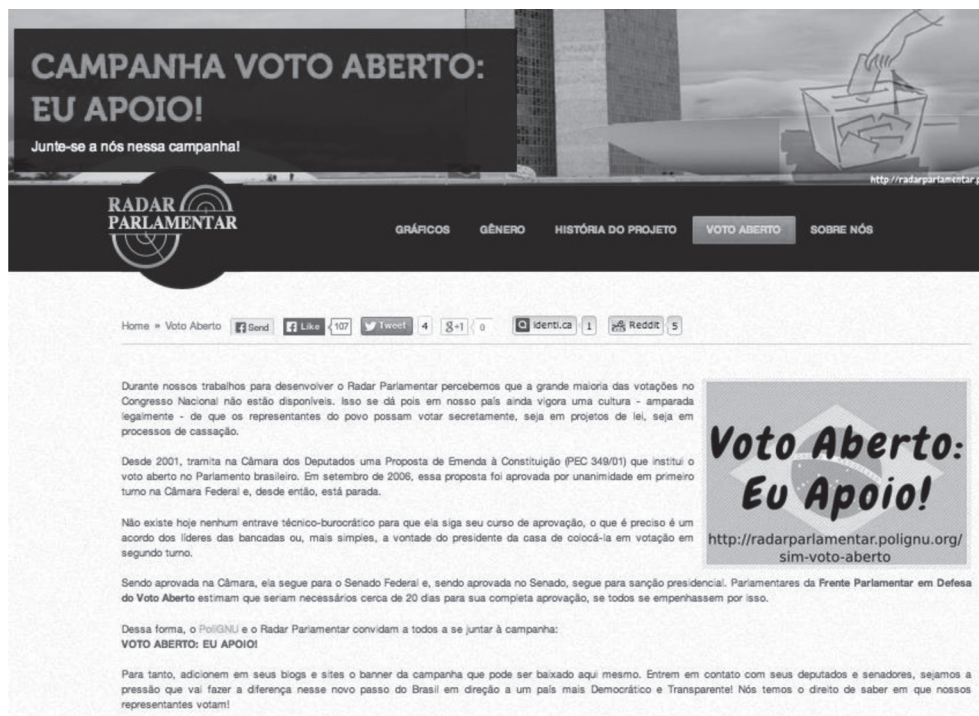 CAMPANHA VOTO ABERTO:
EU APOIO!
Junte-se a nós nessa campanha!
http://radarparlamentar.p
RADAR
PARLAMENTAR
GRÁFICOS GÊNERO HISTÓRIA DO PROJETO VOTO ABERTO SOBRE NÓS
Home » Voto Aberto Send Like 107 Tweet 4 g+1 0 identi.ca 1 Reddit 5
Durante nossos trabalhos para desenvolver o Radar Parlamentar percebemos que a grande maioria das votações no
Congresso Nacional não estão disponíveis. Isso se dá pois em nosso país ainda vigora uma cultura - amparada
legalmente - de que os representantes do povo possam votar secretamente, seja em projetos de lei, seja em
processos de cassação.
Desde 2001, tramita na Câmara dos Deputados uma Proposta de Emenda à Constituição (PEC 349/01) que institui o
voto aberto no Parlamento brasileiro. Em setembro de 2006, essa proposta foi aprovada por unanimidade em primeiro
turno na Câmara Federal e, desde então, está parada.
Não existe hoje nenhum entrave técnico-burocrático para que ela siga seu curso de aprovação, o que é preciso é um
acordo dos líderes das bancadas ou, mais simples, a vontade do presidente da casa de colocá-la em votação em
segundo turno.
Voto Aberto:
Eu Apoio!
http://radarparlamentar.polignu.org/
sim-voto-aberto
Sendo aprovada na Câmara, ela segue para o Senado Federal e, sendo aprovada no Senado, segue para sanção presidencial. Parlamentares da Frente Parlamentar em Defesa
do Voto Aberto estimam que seriam necessários cerca de 20 dias para sua completa aprovação, se todos se empenhassem por isso.
Dessa forma, o PoliGNU e o Radar Parlamentar convidam a todos a se juntar à campanha:
VOTO ABERTO: EU APOIO!
Para tanto, adicionem em seus blogs e sites o banner da campanha que pode ser baixado aqui mesmo. Entrem em contato com seus deputados e senadores, sejamos a
pressão que vai fazer a diferença nesse novo passo do Brasil em direção a um país mais Democrático e Transparente! Nós temos o direito de saber em que nossos
representantes votam!